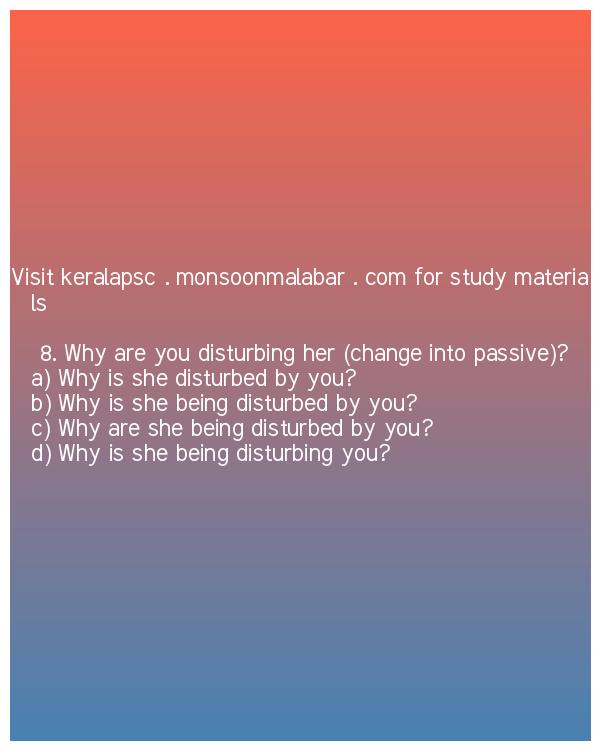 Visit keralapsc . monsoonmalabar . com for study materia
ls
8. Why are you disturbing her (change into passive)?
a) Why is she disturbed by you?
b) Why is she being disturbed by you?
c) Why are she being disturbed by you?
d) Why is she being disturbing you?